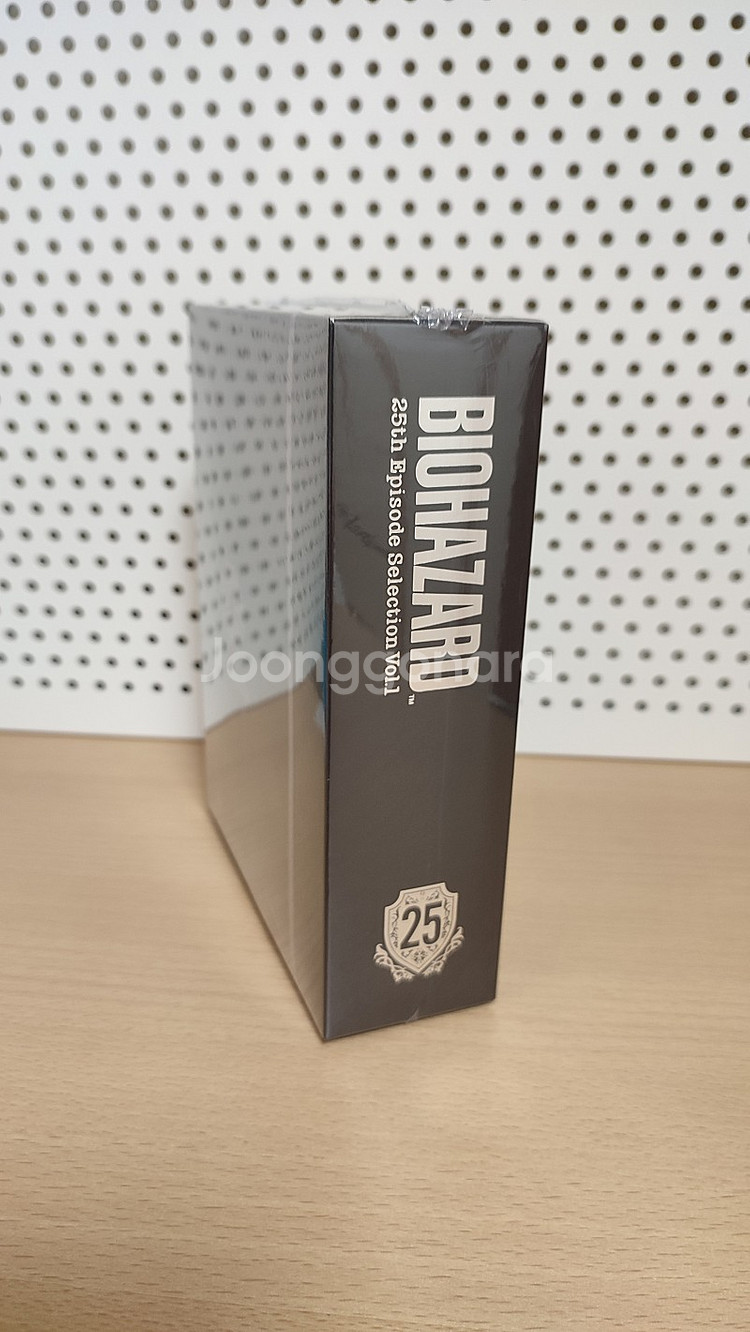 BIOHAZARD™
25th Episode Selection Vol.1
Joonggonara
25